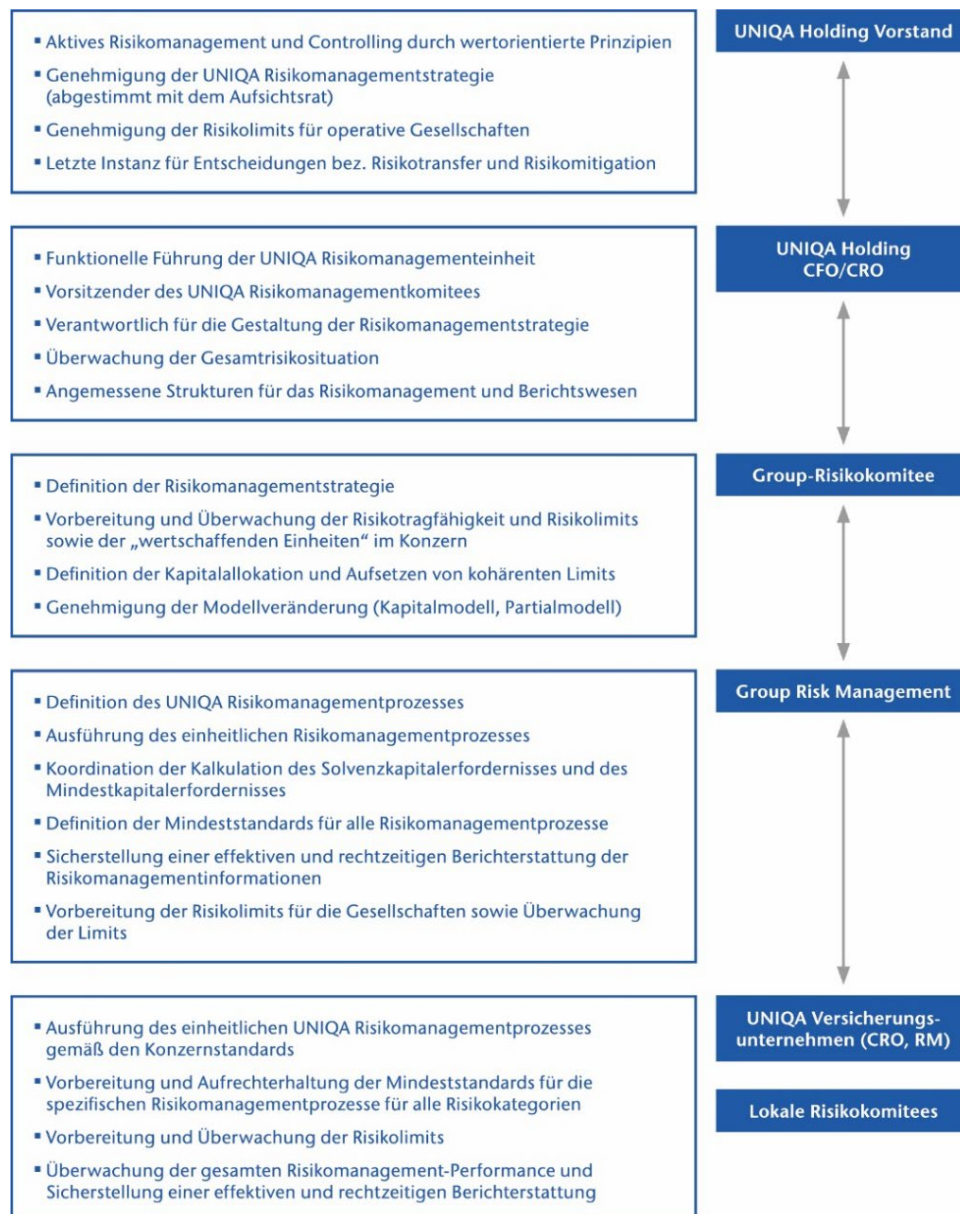 ▪ Aktives Risikomanagement und Controlling durch wertorientierte Prinzipien
▪ Genehmigung der UNIQA Risikomanagementstrategie
(abgestimmt mit dem Aufsichtsrat)
▪ Genehmigung der Risikolimits für operative Gesellschaften
▪ Letzte Instanz für Entscheidungen bez. Risikotransfer und Risikomitigation
UNIQA Holding Vorstand
▪ Funktionelle Führung der UNIQA Risikomanagementeinheit
▪ Vorsitzender des UNIQA Risikomanagementkomitees
▪ Verantwortlich für die Gestaltung der Risikomanagementstrategie
▪ Überwachung der Gesamtrisikosituation
▪ Angemessene Strukturen für das Risikomanagement und Berichtswesen
UNIQA Holding
CFO/CRO
▪ Definition der Risikomanagementstrategie
▪ Vorbereitung und Überwachung der Risikotragfähigkeit und Risikolimits
sowie der „wertschaffenden Einheiten“ im Konzern
▪ Definition der Kapitalallokation und Aufsetzen von kohärenten Limits
▪ Genehmigung der Modellveränderung (Kapitalmodell, Partialmodell)
Group-Risikokomitee
▪ Definition des UNIQA Risikomanagementprozesses
▪ Ausführung des einheitlichen Risikomanagementprozesses
▪ Koordination der Kalkulation des Solvenzkapitalerfordernisses und des
Mindestkapitalerfordernisses
▪ Definition der Mindeststandards für alle Risikomanagementprozesse
▪ Sicherstellung einer effektiven und rechtzeitigen Berichterstattung der
Risikomanagementinformationen
▪ Vorbereitung der Risikolimits für die Gesellschaften sowie Überwachung
der Limits
Group Risk Management
▪ Ausführung des einheitlichen UNIQA Risikomanagementprozesses
gemäß den Konzernstandards
▪ Vorbereitung und Aufrechterhaltung der Mindeststandards für die
spezifischen Risikomanagementprozesse für alle Risikokategorien
▪ Vorbereitung und Überwachung der Risikolimits
▪ Überwachung der gesamten Risikomanagement-Performance und
Sicherstellung einer effektiven und rechtzeitigen Berichterstattung
UNIQA Versicherungs-
unternehmen (CRO, RM)
Lokale Risikokomitees